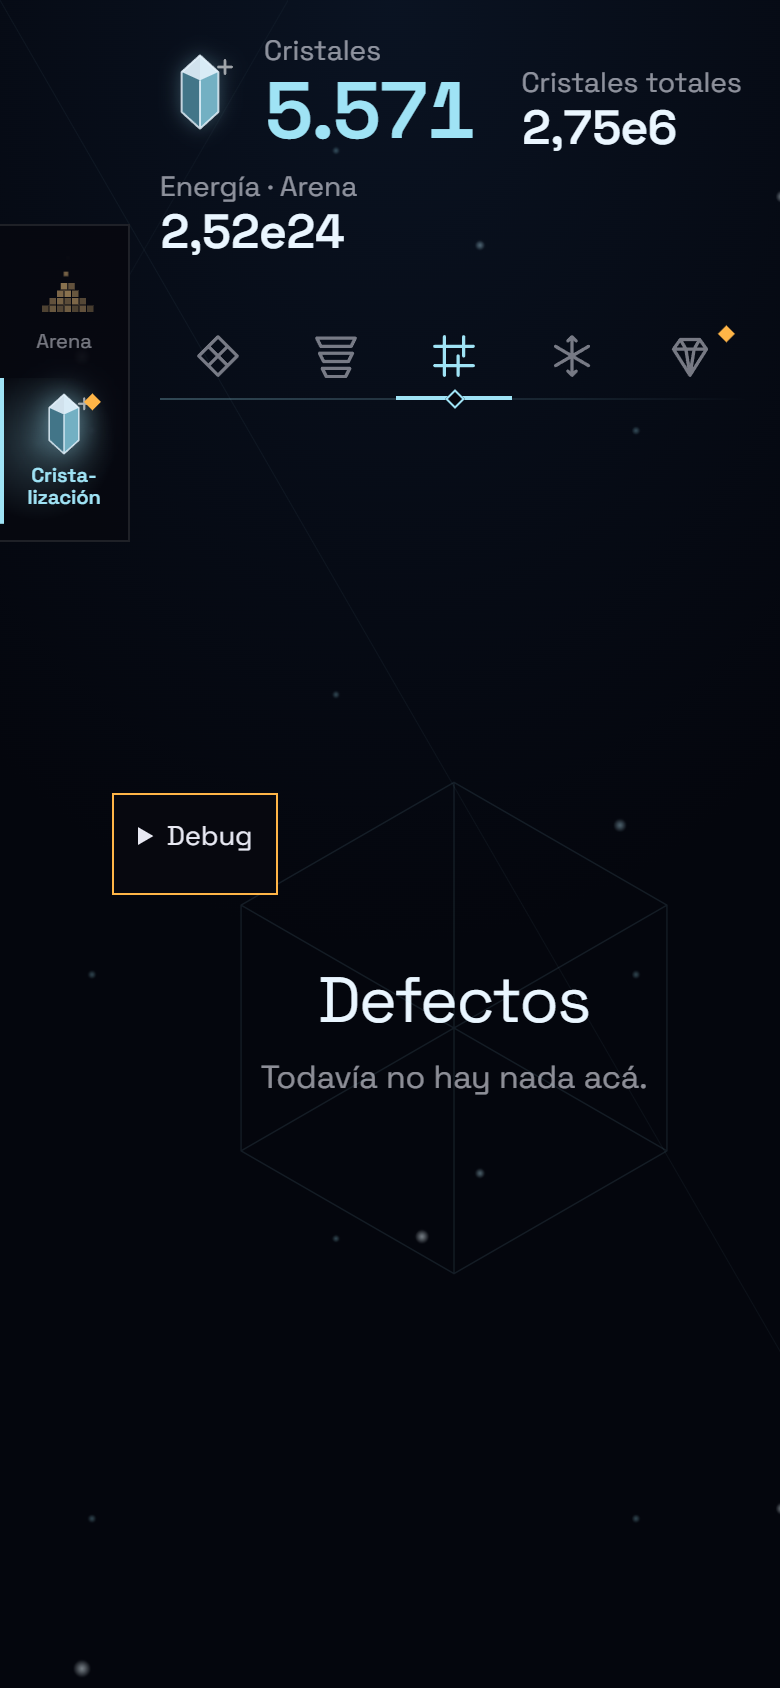 Cristales
5.571
Cristales totales
2,75e6
Energía · Arena
2,52e24
Arena
Crista-
lización
Debug
Defectos
Todavía no hay nada acá.